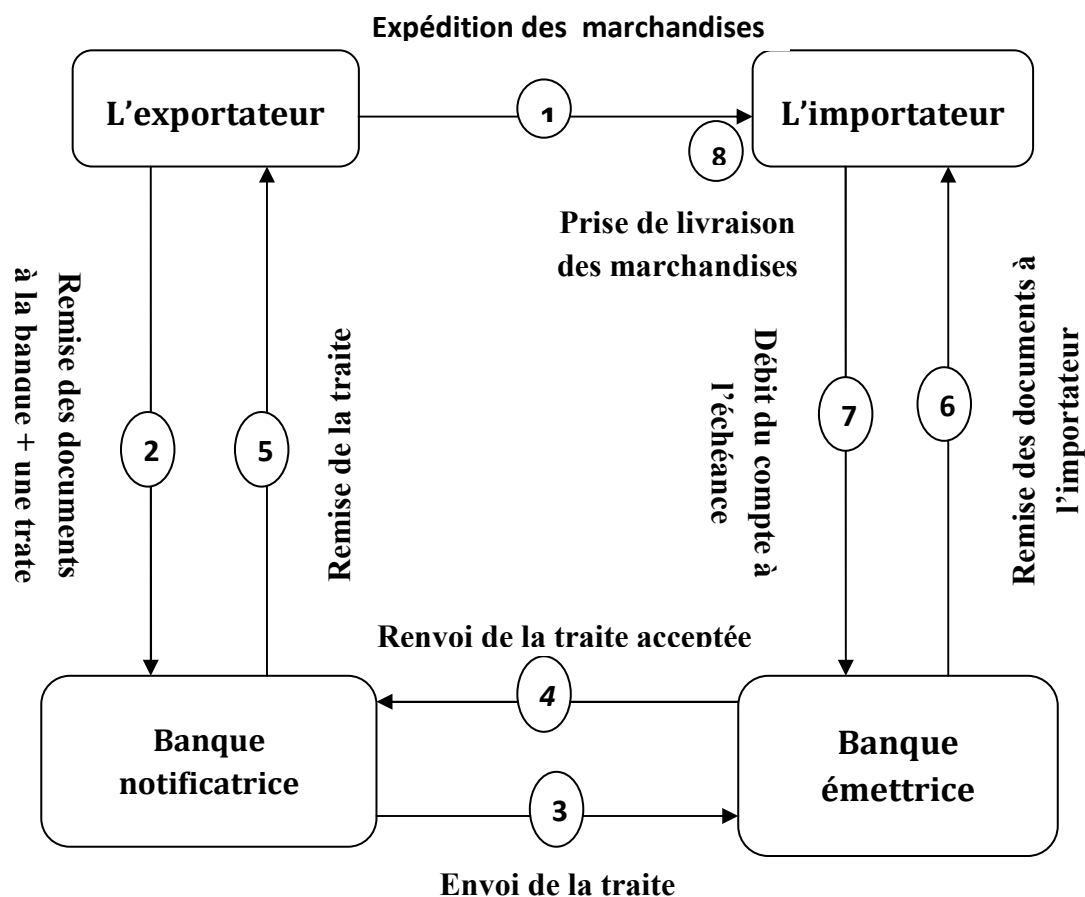 Expédition des marchandises
L’exportateur
1
L’importateur
8
Prise de livraison
des marchandises
Remise des documents
à la banque + une trate
2
5
Remise de la traite
Débit du compte à
l’échéance
7
6
Remise des documents à
l’importateur
Renvoi de la traite acceptée
4
Banque
notificatrice
Banque
émettrice
3
Envoi de la traite